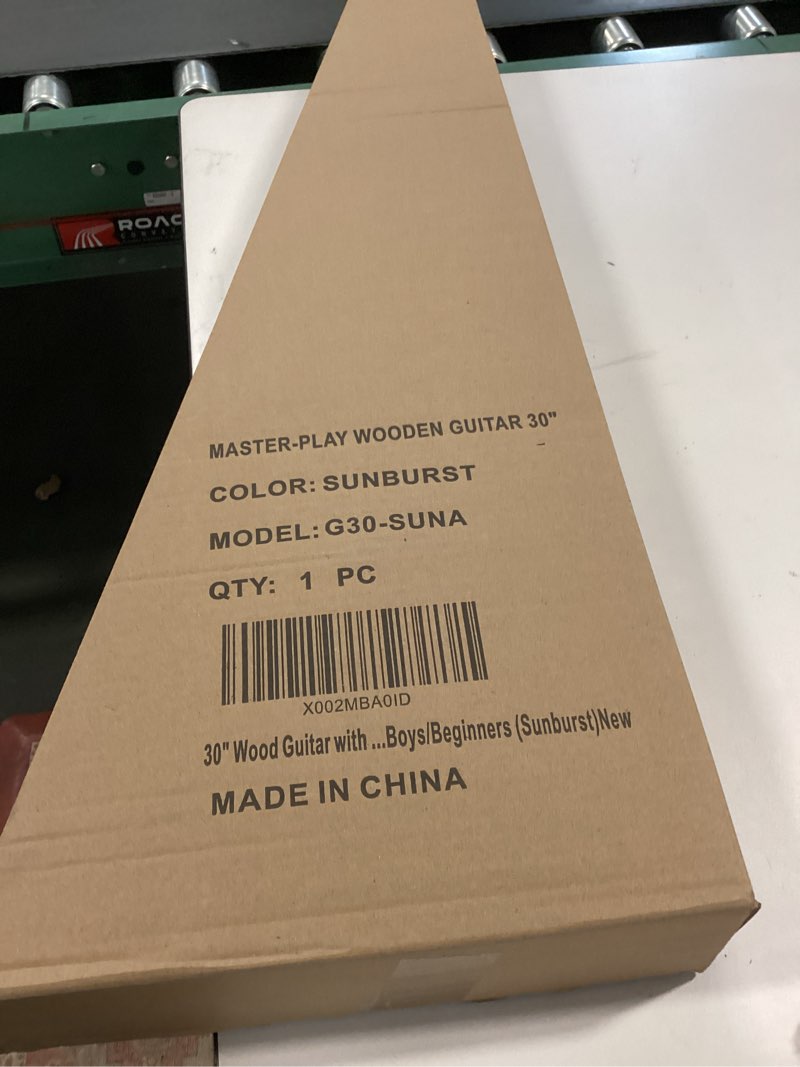 ROAC
MASTER-PLAY WOODEN GUITAR 30"
COLOR: SUNBURST
MODEL: G30-SUNA
QTY: 1 PC
X002MBA0ID
30" Wood Guitar with ...Boys/Beginners (Sunburst)New
MADE IN CHINA